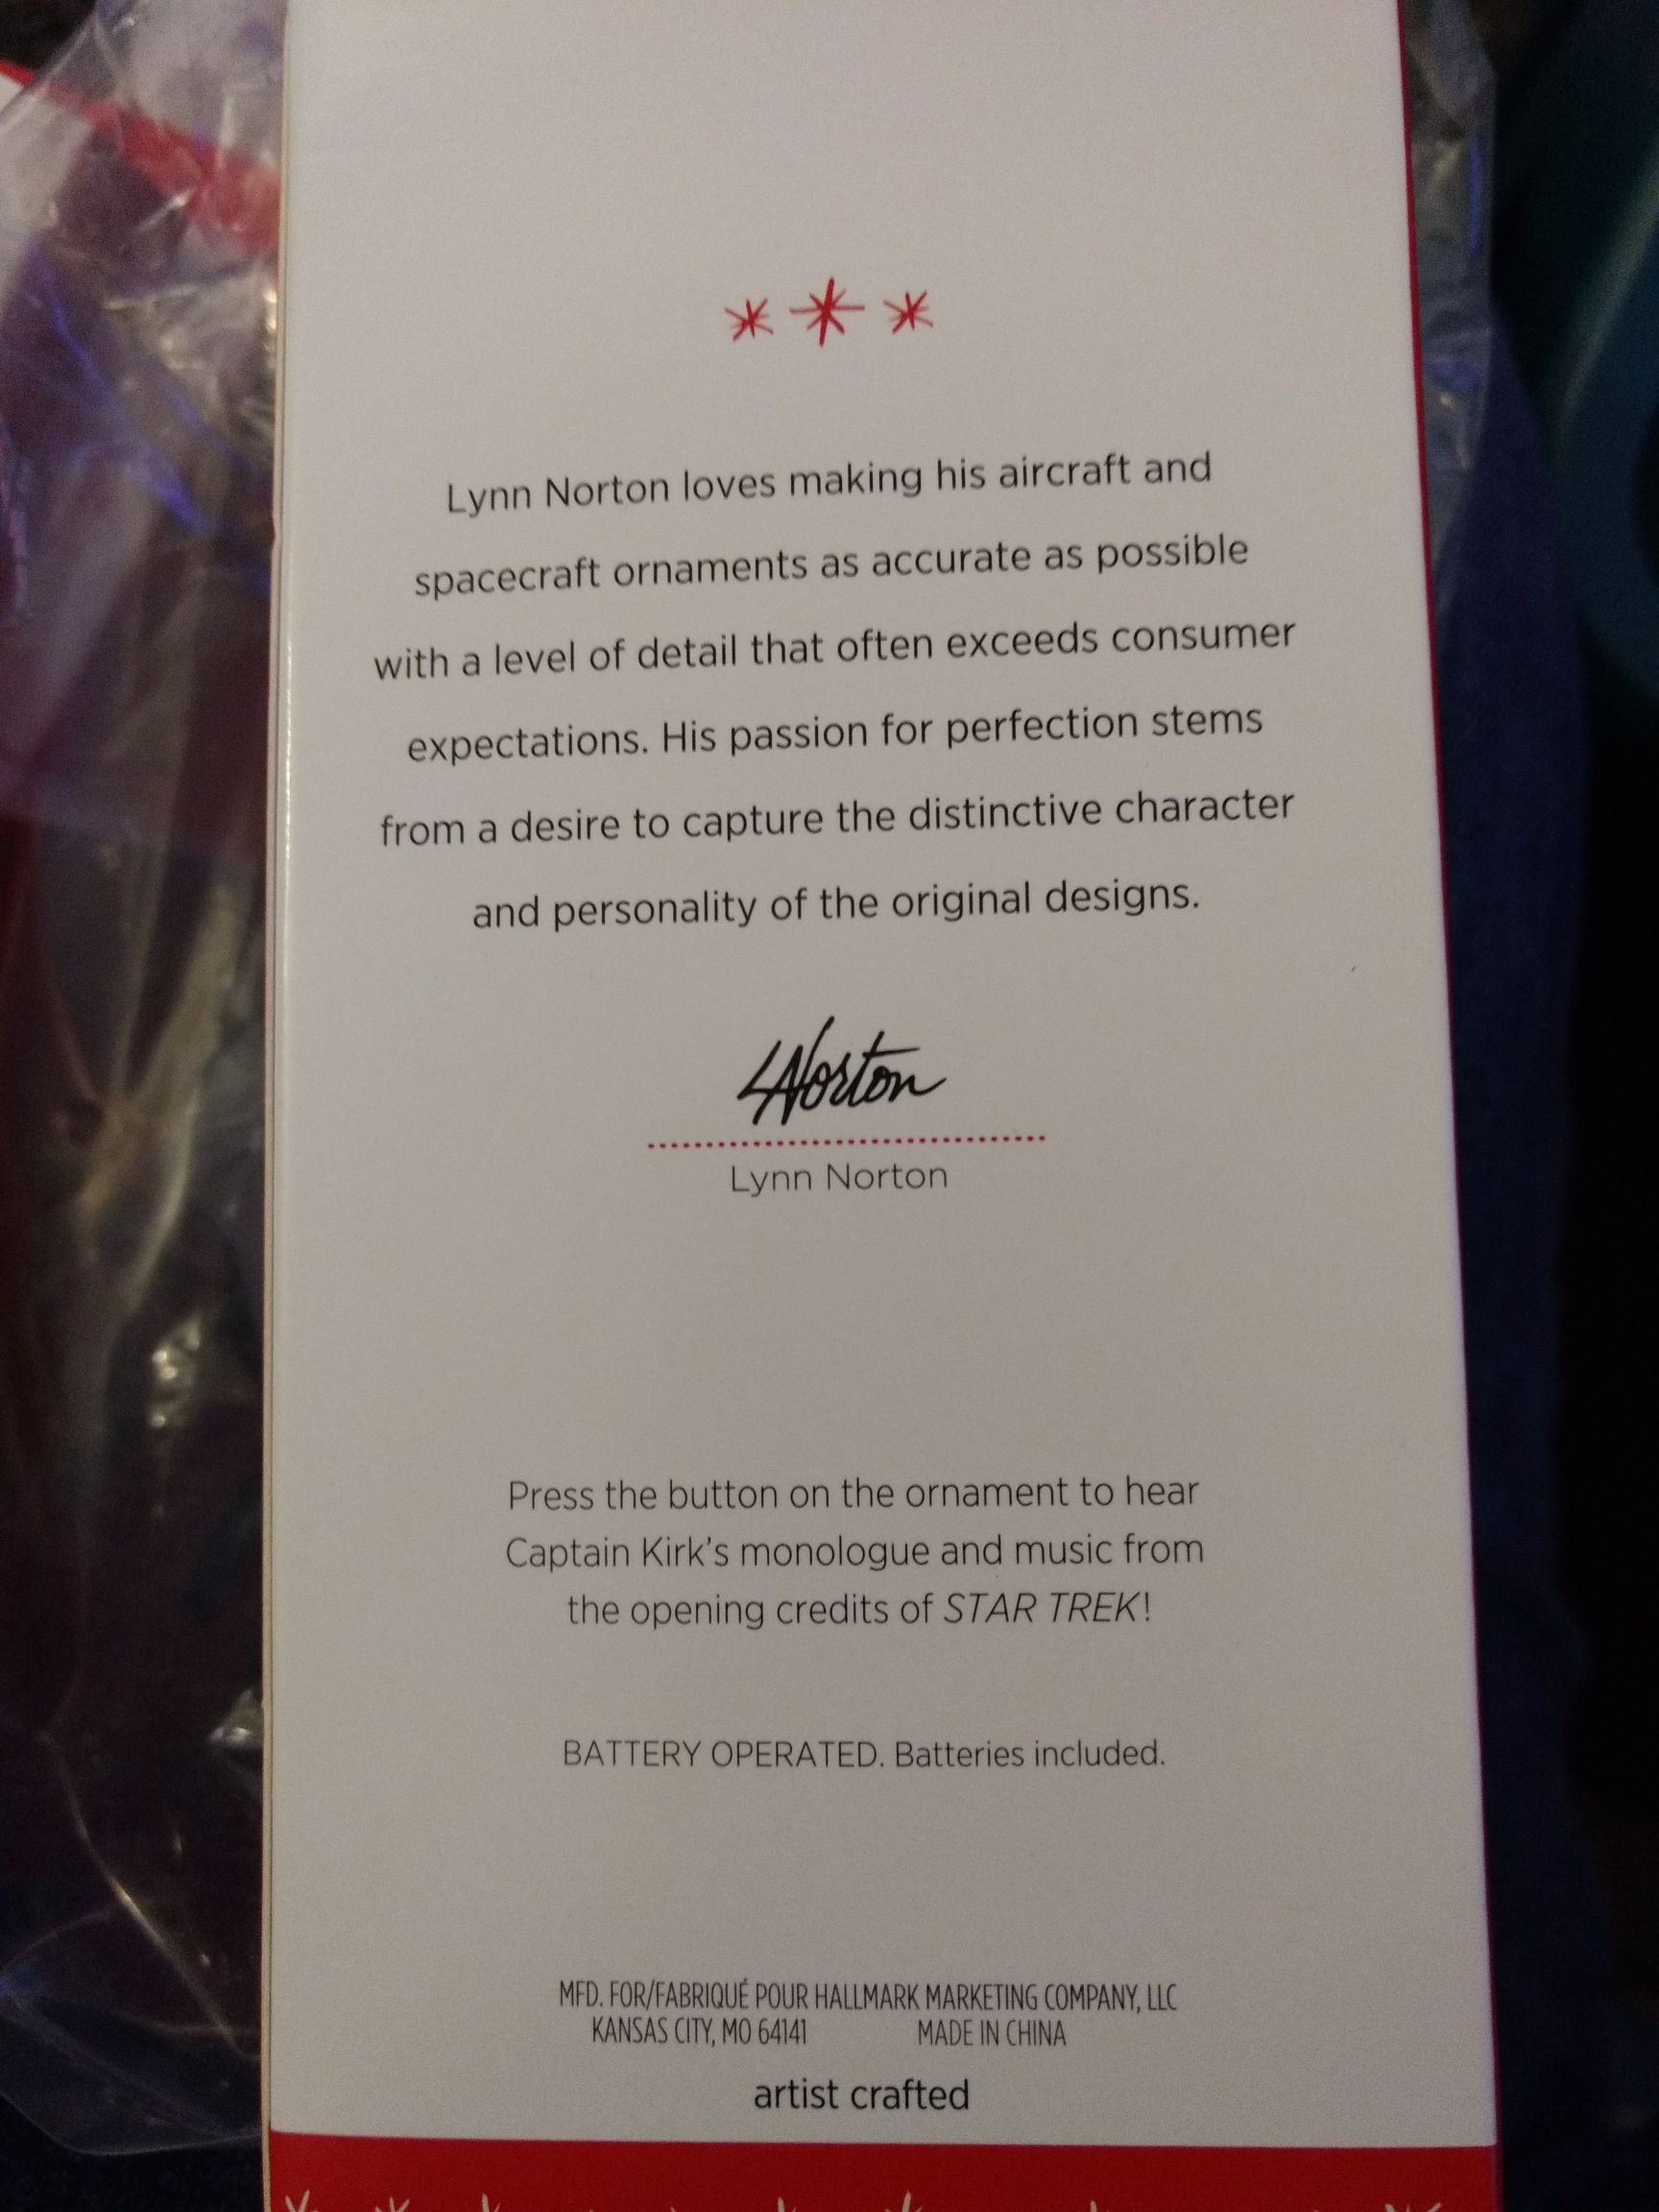 Lynn Norton loves making his aircraft and
spacecraft ornaments as accurate as possible
with a level of detail that often exceeds consumer
expectations. His passion for perfection stems
from a desire to capture the distinctive character
and personality of the original designs.
LNorton
Lynn Norton
Press the button on the ornament to hear
Captain Kirk's monologue and music from
the opening credits of STAR TREK!
BATTERY OPERATED. Batteries included.
MFD. FOR/FABRIQUÉ POUR HALLMARK MARKETING COMPANY, LLC
KANSAS CITY, MO 64141 MADE IN CHINA
artist crafted